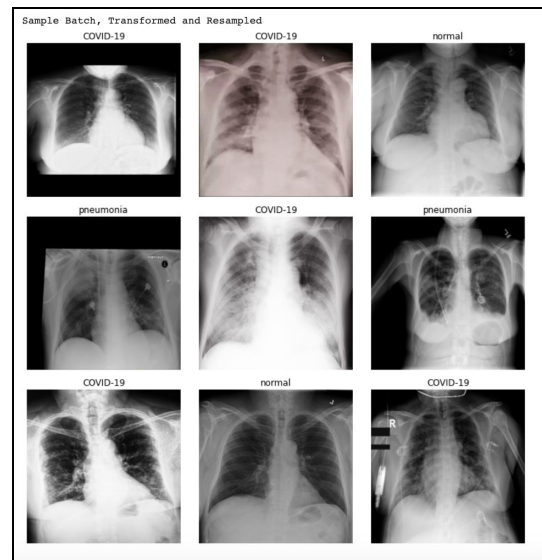 Sample Batch, Transformed and Resampled
COVID-19
COVID-19
normal
L
pneumonia
COVID-19
pneumonia
COVID-19
normal
COVID-19
R